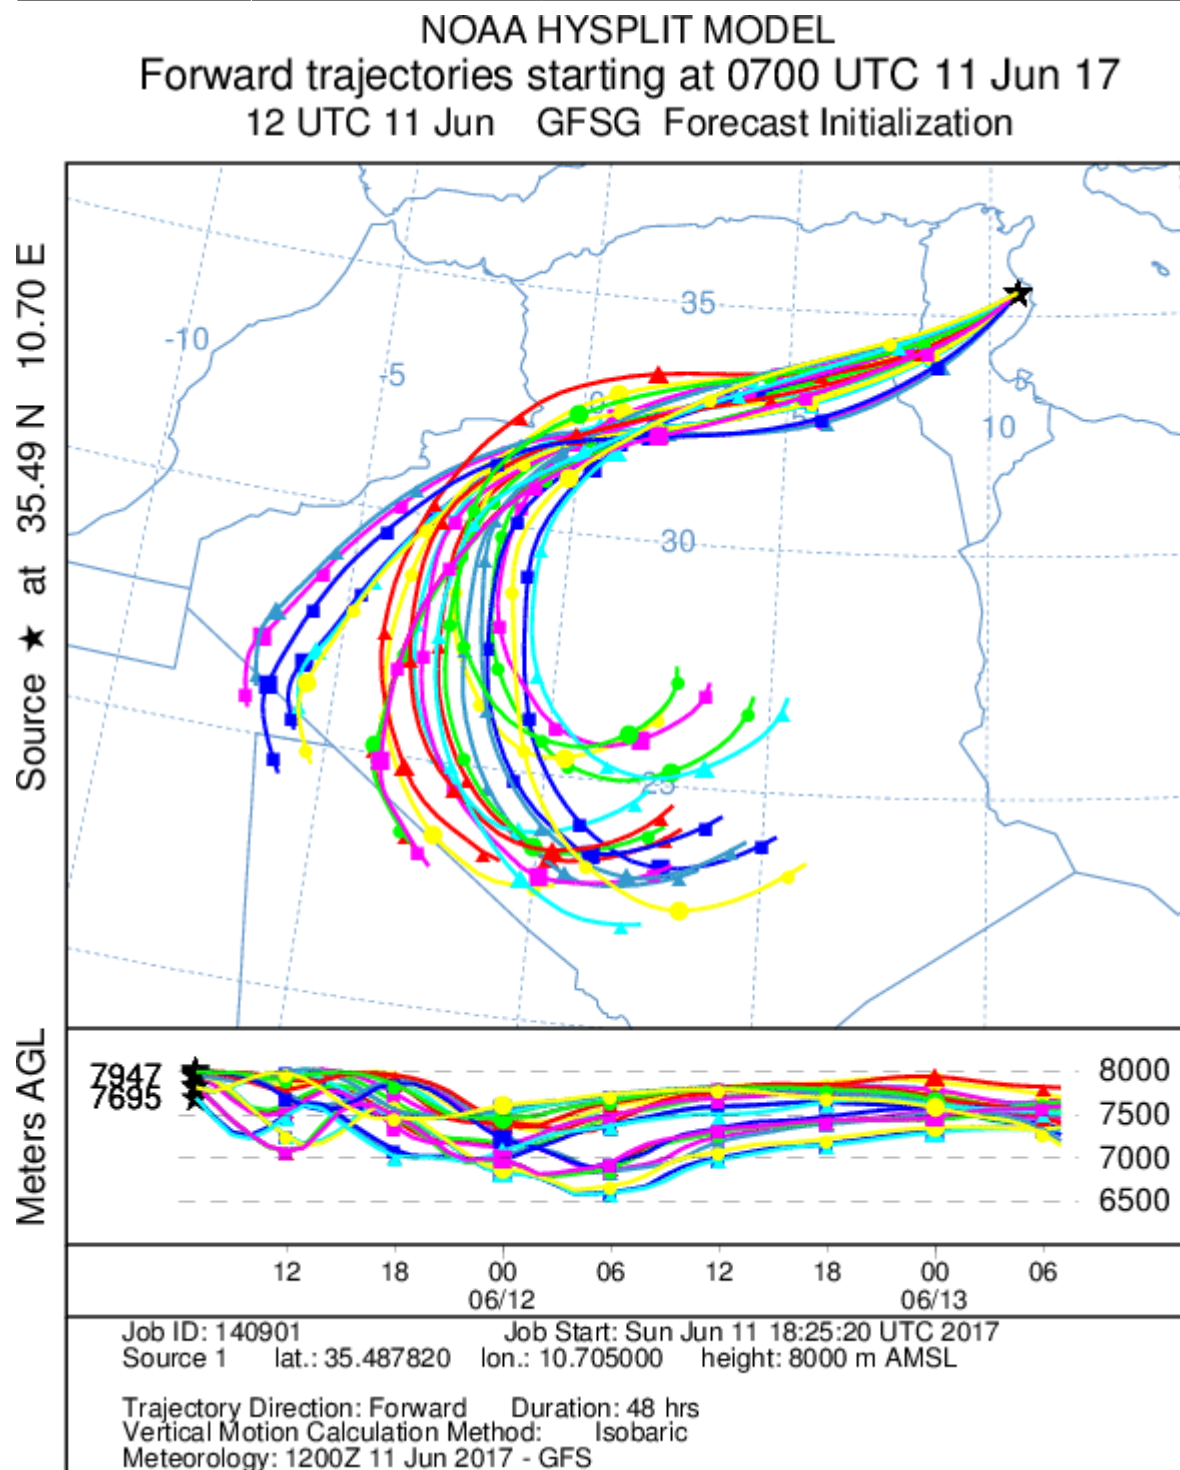 NOAA HYSPLIT MODEL
Forward trajectories starting at 0700 UTC 11 Jun 17
12 UTC 11 Jun GFSG Forecast Initialization
Source ★ at 35.49 N 10.70 E
-10
-5
35
0
5
10
30
25
Meters AGL
7947
7695
8000
7500
7000
6500
12 18 00 06 12 18 00 06
06/12 06/13
Job ID: 140901 Job Start: Sun Jun 11 18:25:20 UTC 2017
Source 1 lat.: 35.487820 lon.: 10.705000 height: 8000 m AMSL
Trajectory Direction: Forward Duration: 48 hrs
Vertical Motion Calculation Method: Isobaric
Meteorology: 1200Z 11 Jun 2017 - GFS